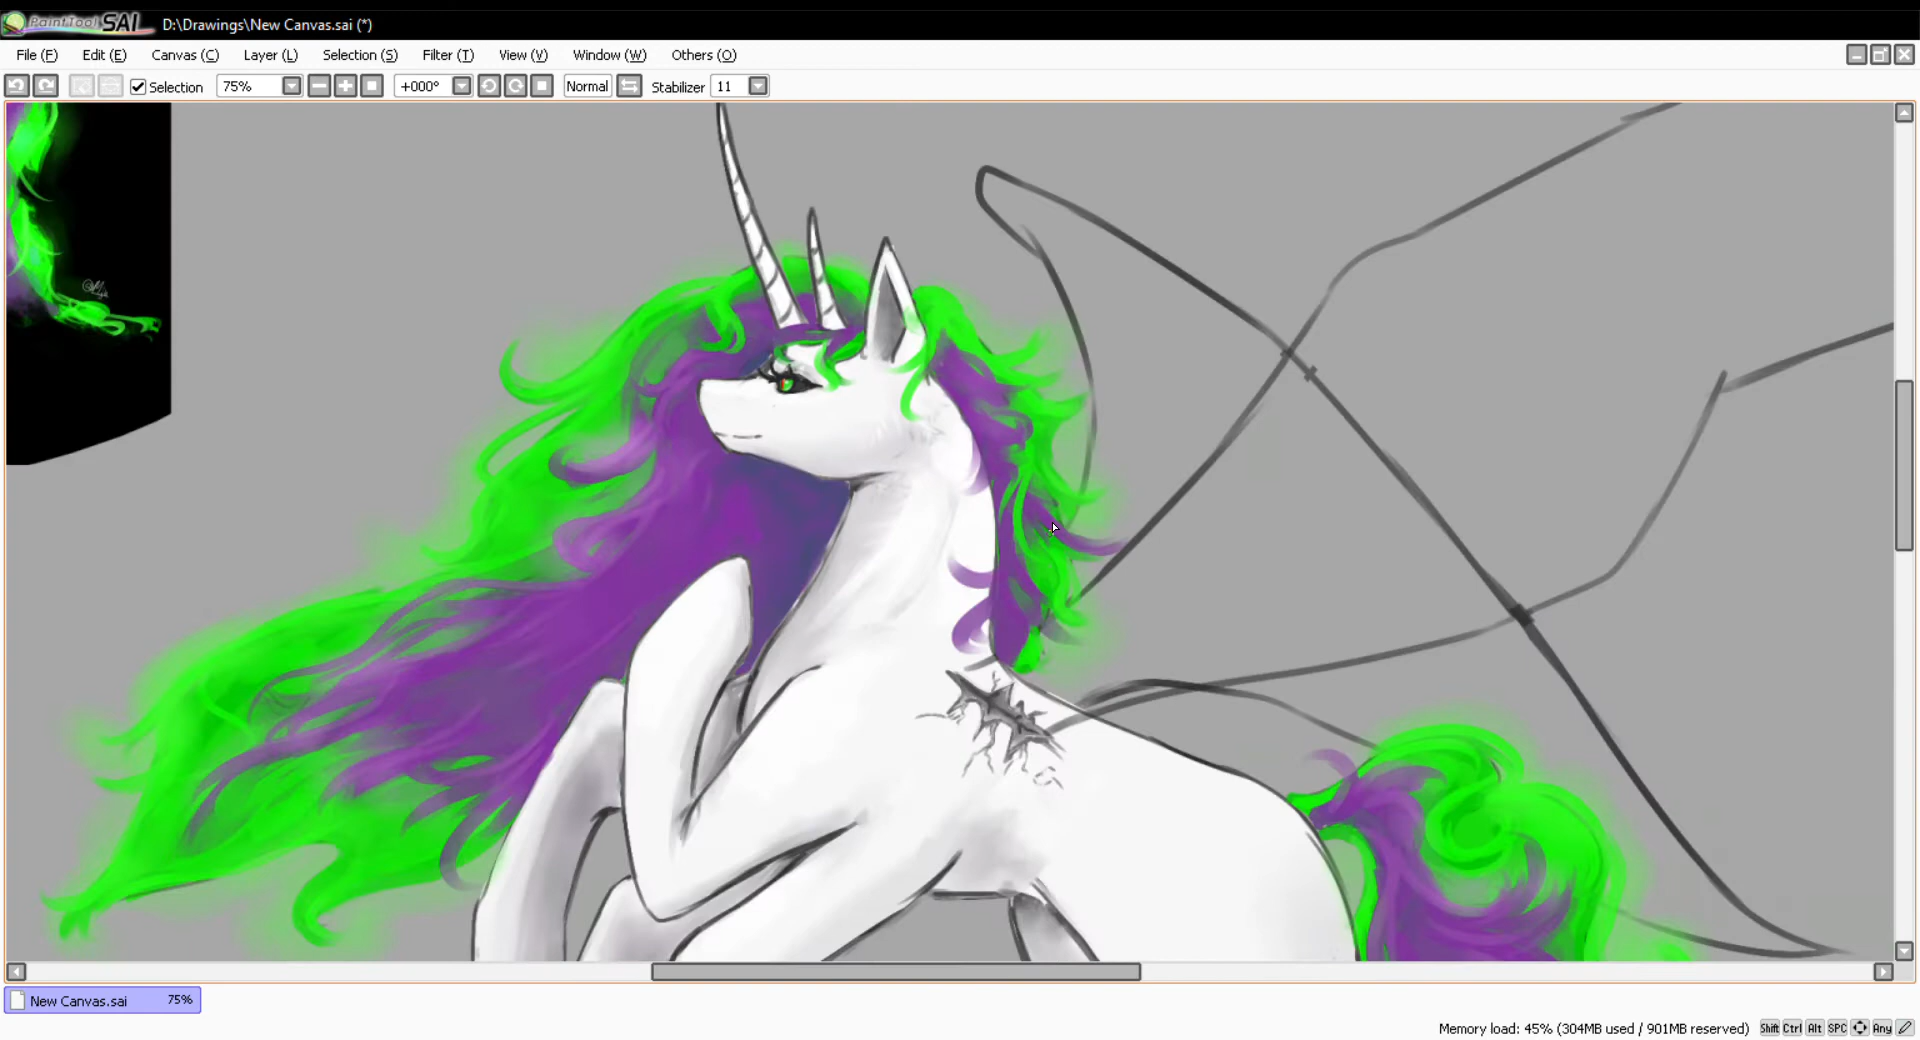 PaintTool SAI D:\Drawings\New Canvas.sai (*)
File (F) Edit (E) Canvas (C) Layer (L) Selection (S) Filter (T) View (V) Window (W) Others (O)
Selection 75% +000° Normal Stabilizer 11
New Canvas.sai 75%
Memory load: 45% (304MB used / 901MB reserved) Shift Ctrl Alt SPC Any